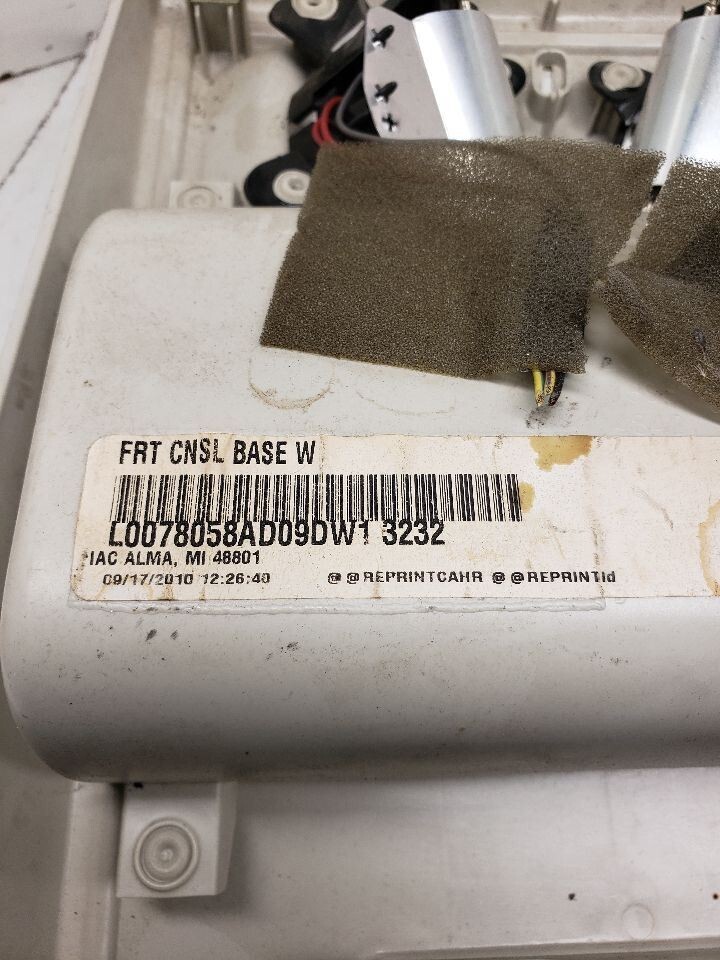 FRT CNSL BASE W
L0078058AD09DW1 3232
IAC ALMA, MI 48801
09/17/2010 12:26:40 @ @REPRINTCAHR @ @REPRINTId